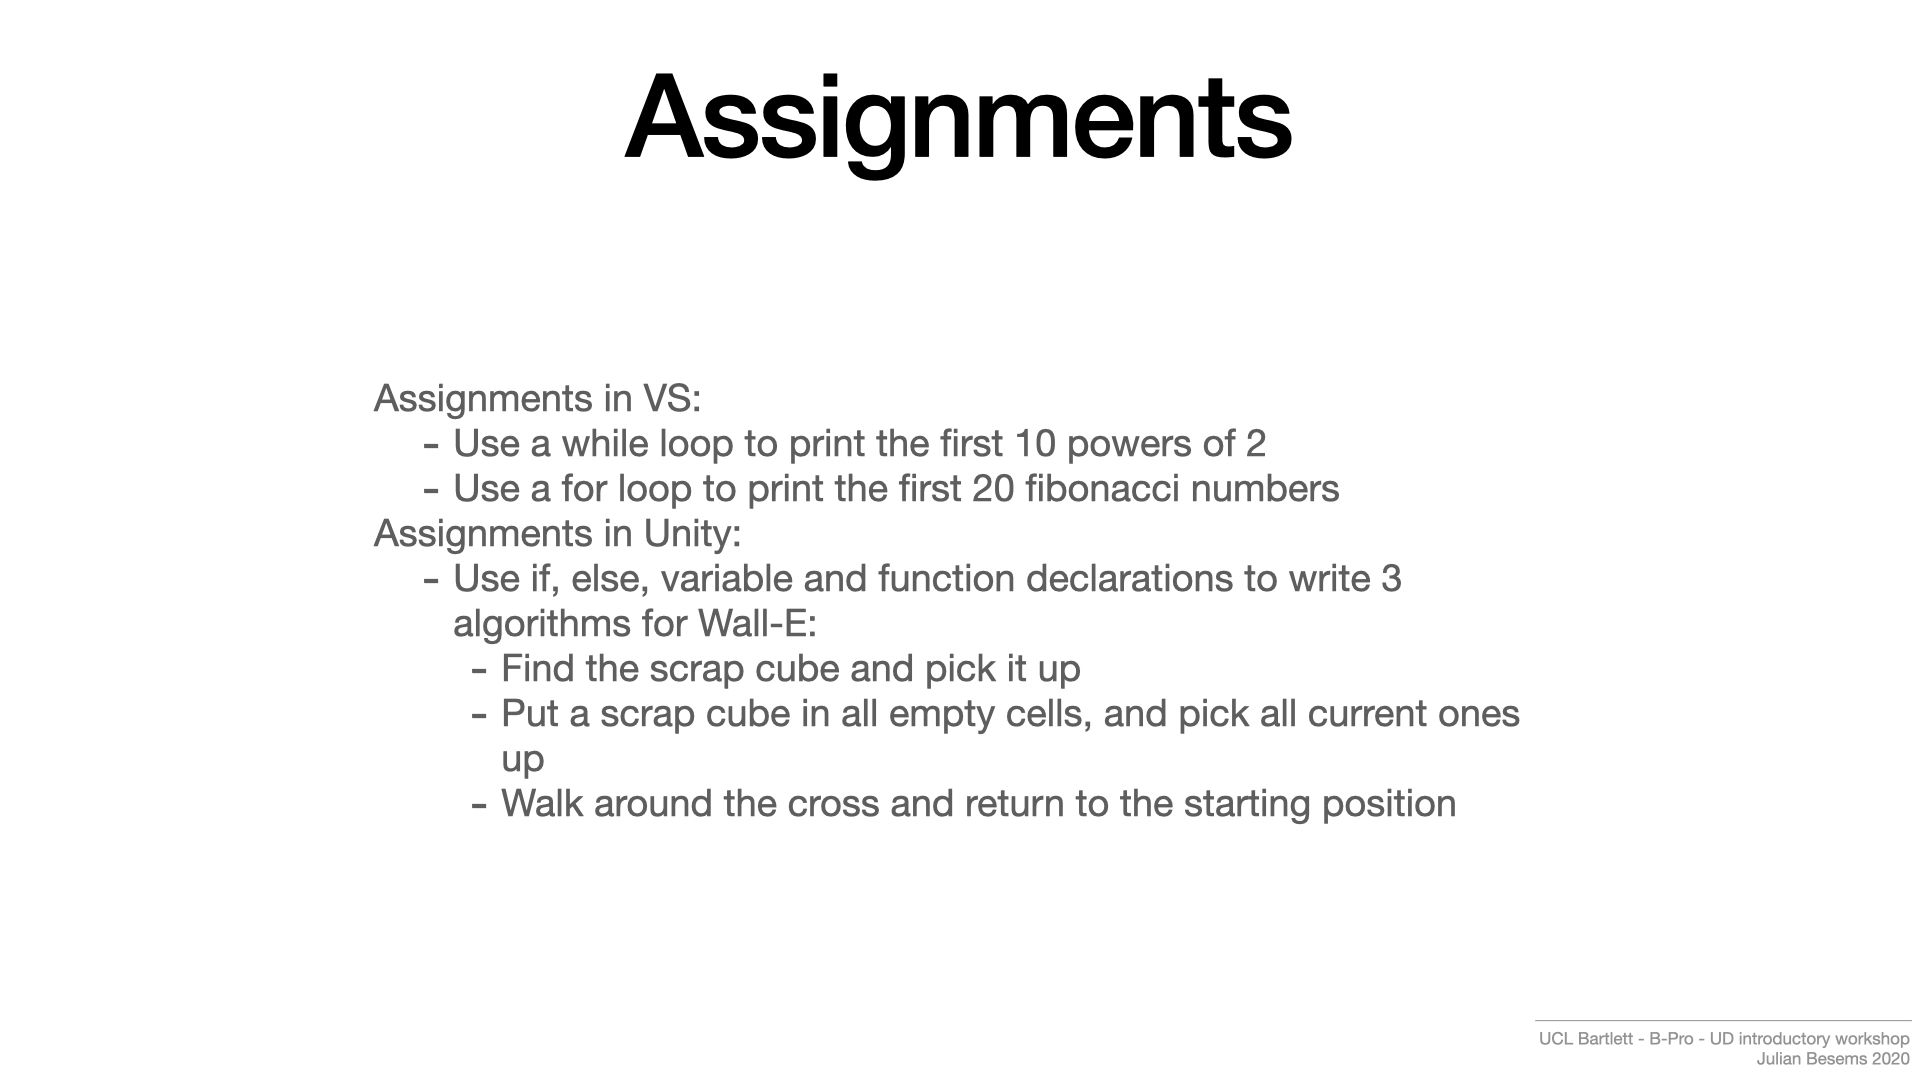 Assignments
Assignments in VS:
- Use a while loop to print the first 10 powers of 2
- Use a for loop to print the first 20 fibonacci numbers
Assignments in Unity:
- Use if, else, variable and function declarations to write 3
algorithms for Wall-E:
- Find the scrap cube and pick it up
- Put a scrap cube in all empty cells, and pick all current ones
up
- Walk around the cross and return to the starting position
UCL Bartlett - B-Pro - UD introductory workshop
Julian Besems 2020